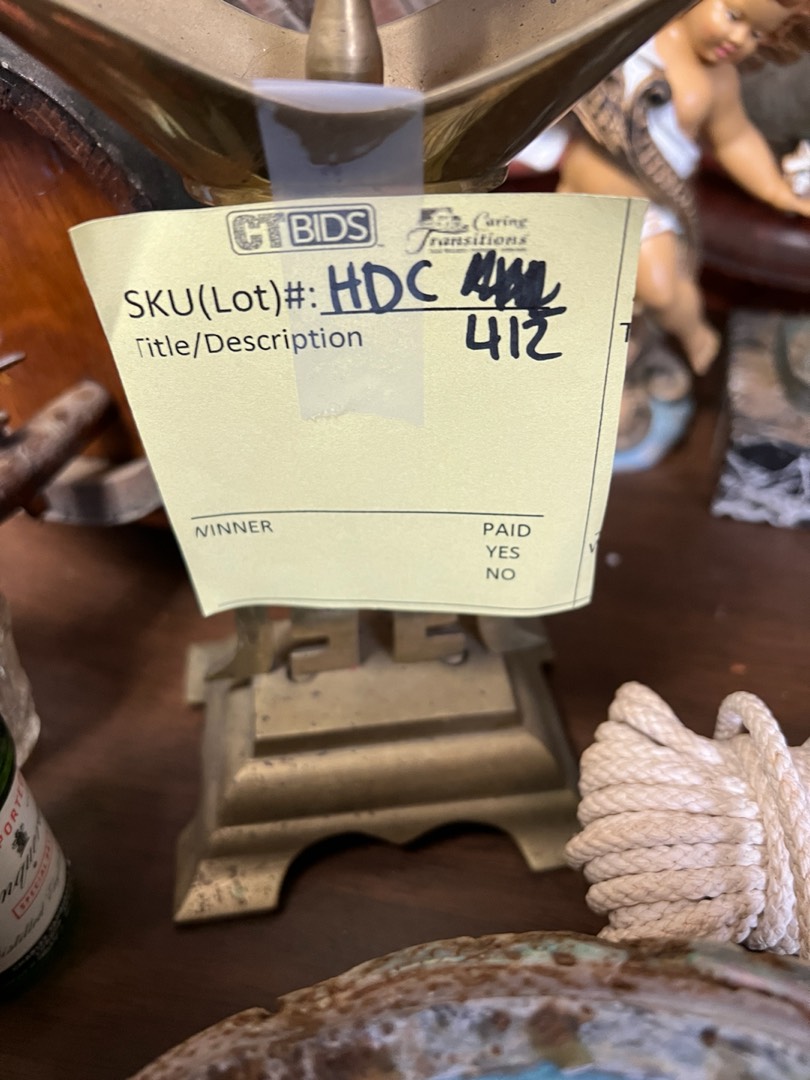 CTBIDS
Caring
Transitions
SKU(Lot)#: HDC
Title/Description 412
WINNER PAID
YES
NO